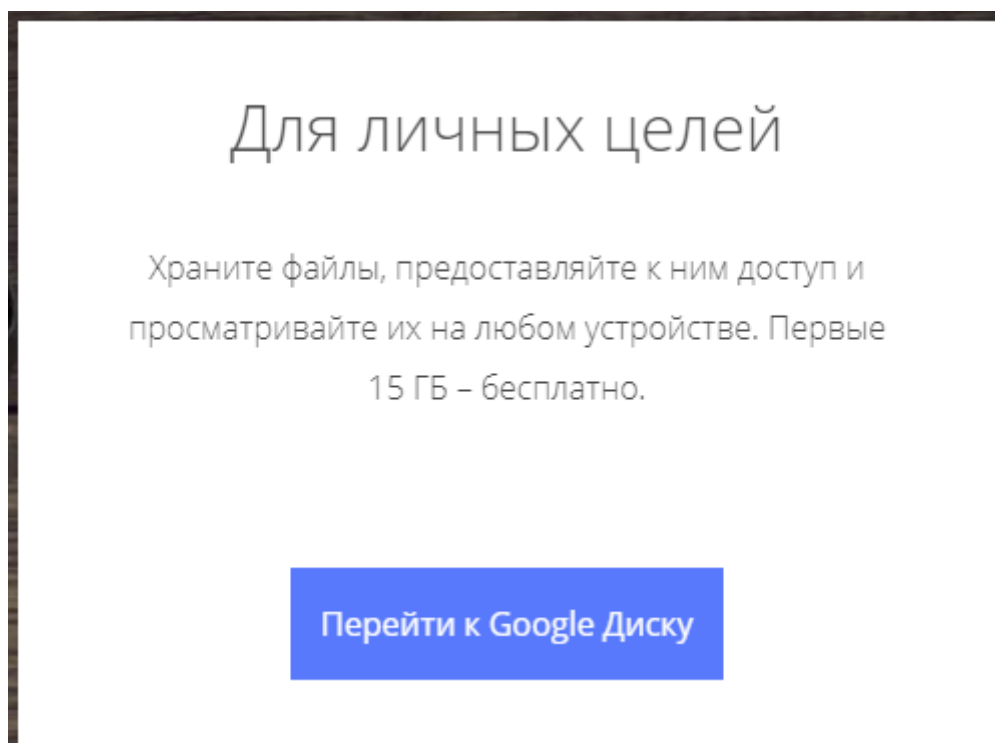 Для личных целей
Храните файлы, предоставляйте к ним доступ и
просматривайте их на любом устройстве. Первые
15 ГБ – бесплатно.
Перейти к Google Диску